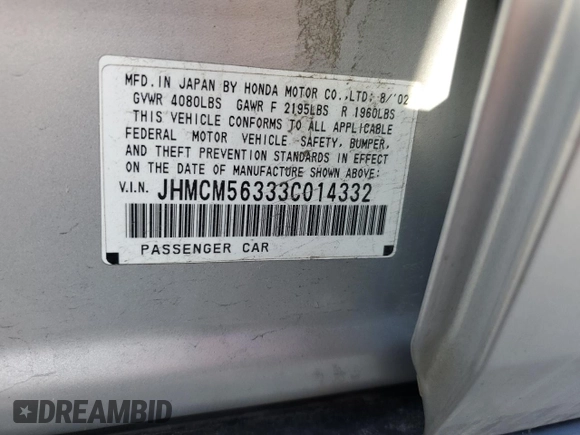 MFD. IN JAPAN BY HONDA MOTOR CO., LTD: 8/'02
GVWR 4080LBS GAWR F 2195LBS R 1960LBS
THIS VEHICLE CONFORMS TO ALL APPLICABLE
FEDERAL MOTOR VEHICLE SAFETY, BUMPER,
AND THEFT PREVENTION STANDARDS IN EFFECT
ON THE DATE OF MANUFACTURE SHOWN ABOVE:
V.I.N. JHMCM56333C014332
PASSENGER CAR
DREAMBID